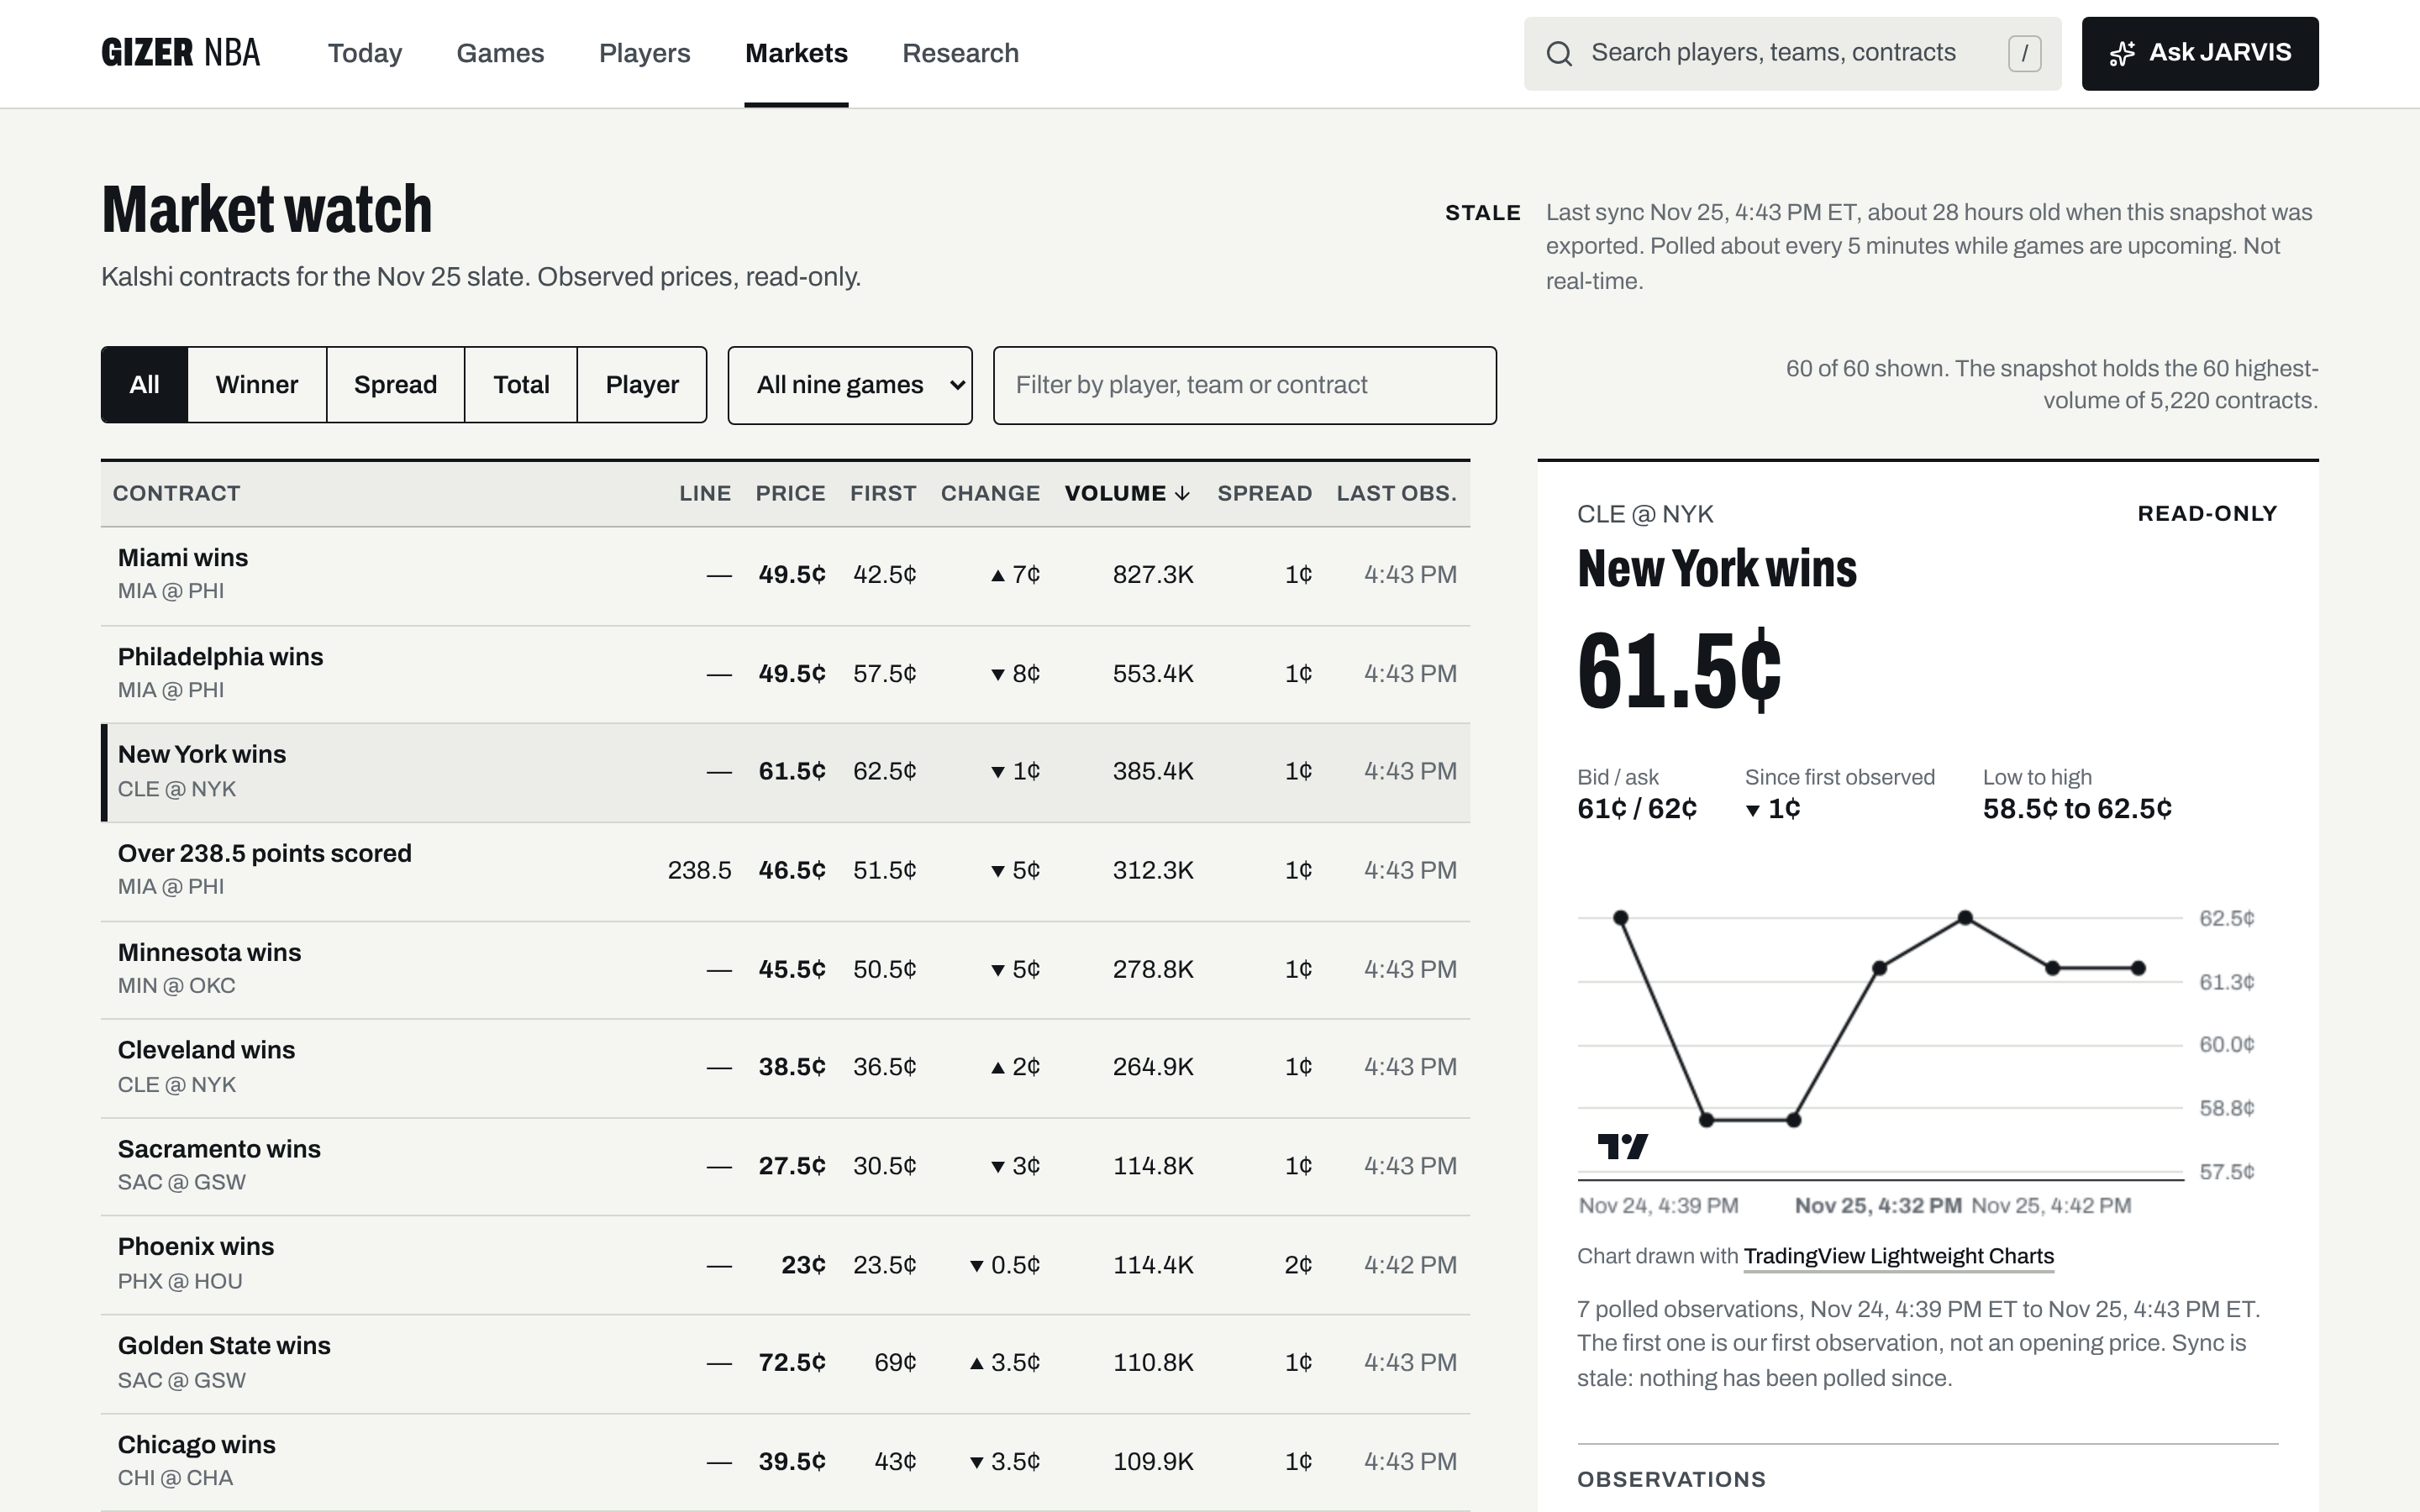 GIZER NBA
Today
Games
Players
Markets
Research
Search players, teams, contracts
/
Ask JARVIS
Market watch
Kalshi contracts for the Nov 25 slate. Observed prices, read-only.
STALE
Last sync Nov 25, 4:43 PM ET, about 28 hours old when this snapshot was
exported. Polled about every 5 minutes while games are upcoming. Not
real-time.
All
Winner
Spread
Total
Player
All nine games
Filter by player, team or contract
60 of 60 shown. The snapshot holds the 60 highest-
volume of 5,220 contracts.
CONTRACT LINE PRICE FIRST CHANGE VOLUME ↓ SPREAD LAST OBS.
Miami wins
MIA @ PHI
— 49.5¢ 42.5¢ ▲ 7¢ 827.3K 1¢ 4:43 PM
Philadelphia wins
MIA @ PHI
— 49.5¢ 57.5¢ ▼ 8¢ 553.4K 1¢ 4:43 PM
New York wins
CLE @ NYK
— 61.5¢ 62.5¢ ▼ 1¢ 385.4K 1¢ 4:43 PM
Over 238.5 points scored
MIA @ PHI
238.5 46.5¢ 51.5¢ ▼ 5¢ 312.3K 1¢ 4:43 PM
Minnesota wins
MIN @ OKC
— 45.5¢ 50.5¢ ▼ 5¢ 278.8K 1¢ 4:43 PM
Cleveland wins
CLE @ NYK
— 38.5¢ 36.5¢ ▲ 2¢ 264.9K 1¢ 4:43 PM
Sacramento wins
SAC @ GSW
— 27.5¢ 30.5¢ ▼ 3¢ 114.8K 1¢ 4:43 PM
Phoenix wins
PHX @ HOU
— 23¢ 23.5¢ ▼ 0.5¢ 114.4K 2¢ 4:42 PM
Golden State wins
SAC @ GSW
— 72.5¢ 69¢ ▲ 3.5¢ 110.8K 1¢ 4:43 PM
Chicago wins
CHI @ CHA
— 39.5¢ 43¢ ▼ 3.5¢ 109.9K 1¢ 4:43 PM
CLE @ NYK
READ-ONLY
New York wins
61.5¢
Bid / ask
61¢ / 62¢
Since first observed
▼ 1¢
Low to high
58.5¢ to 62.5¢
62.5¢
61.3¢
60.0¢
58.8¢
57.5¢
Nov 24, 4:39 PM Nov 25, 4:32 PM Nov 25, 4:42 PM
Chart drawn with TradingView Lightweight Charts
7 polled observations, Nov 24, 4:39 PM ET to Nov 25, 4:43 PM ET.
The first one is our first observation, not an opening price. Sync is
stale: nothing has been polled since.
OBSERVATIONS